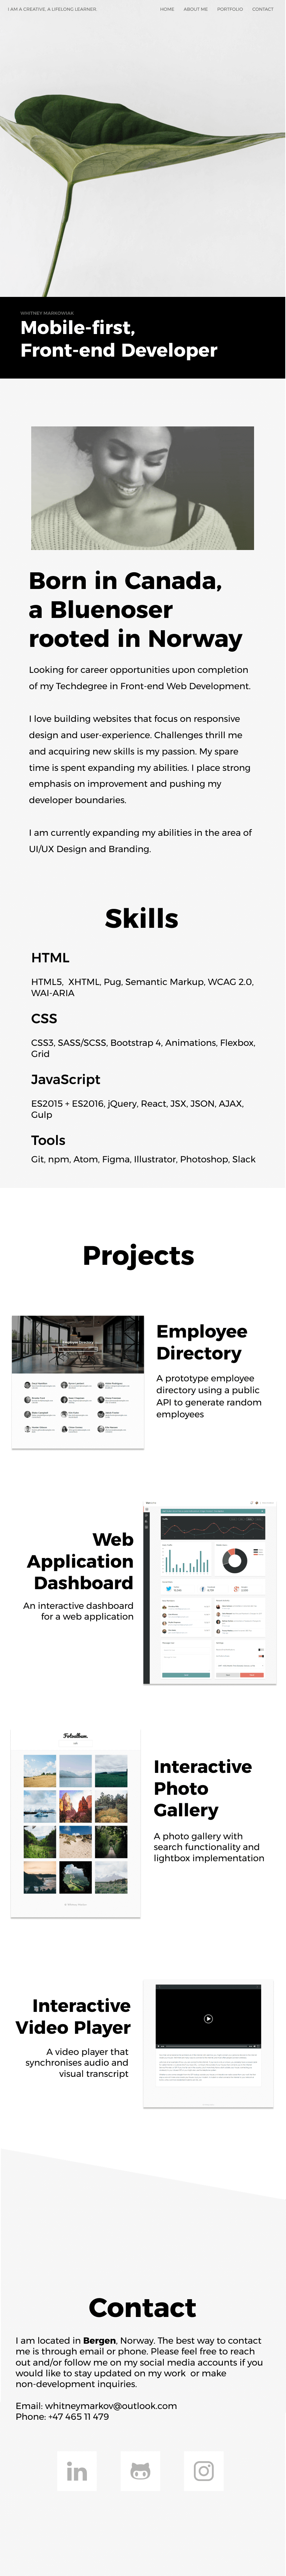 I AM A CREATIVE. A LIFELONG LEARNER.
HOME ABOUT ME PORTFOLIO CONTACT
WHITNEY MARKOWIAK
Mobile-first,
Front-end Developer
Born in Canada,
a Bluenoser
rooted in Norway
Looking for career opportunities upon completion
of my Techdegree in Front-end Web Development.
I love building websites that focus on responsive
design and user-experience. Challenges thrill me
and acquiring new skills is my passion. My spare
time is spent expanding my abilities. I place strong
emphasis on improvement and pushing my
developer boundaries.
I am currently expanding my abilities in the area of
UI/UX Design and Branding.
Skills
HTML
HTML5, XHTML, Pug, Semantic Markup, WCAG 2.0,
WAI-ARIA
CSS
CSS3, SASS/SCSS, Bootstrap 4, Animations, Flexbox,
Grid
JavaScript
ES2015 + ES2016, jQuery, React, JSX, JSON, AJAX,
Gulp
Tools
Git, npm, Atom, Figma, Illustrator, Photoshop, Slack
Projects
Employee Directory
Employee
Directory
A prototype employee
directory using a public
API to generate random
employees
Web
Application
Dashboard
An interactive dashboard
for a web application
Interactive
Photo
Gallery
A photo gallery with
search functionality and
lightbox implementation
Interactive
Video Player
A video player that
synchronises audio and
visual transcript
Contact
I am located in Bergen, Norway. The best way to contact
me is through email or phone. Please feel free to reach
out and/or follow me on my social media accounts if you
would like to stay updated on my work or make
non-development inquiries.
Email: whitneymarkov@outlook.com
Phone: +47 465 11 479
in